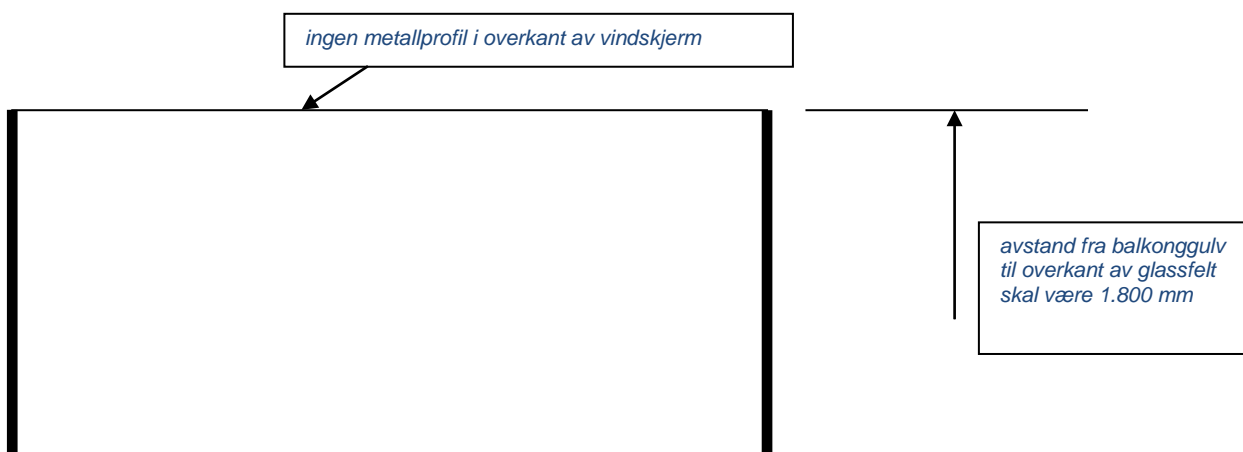 ingen metallprofil i overkant av vindskjerm
avstand fra balkonggulv
til overkant av glassfelt
skal være 1.800 mm